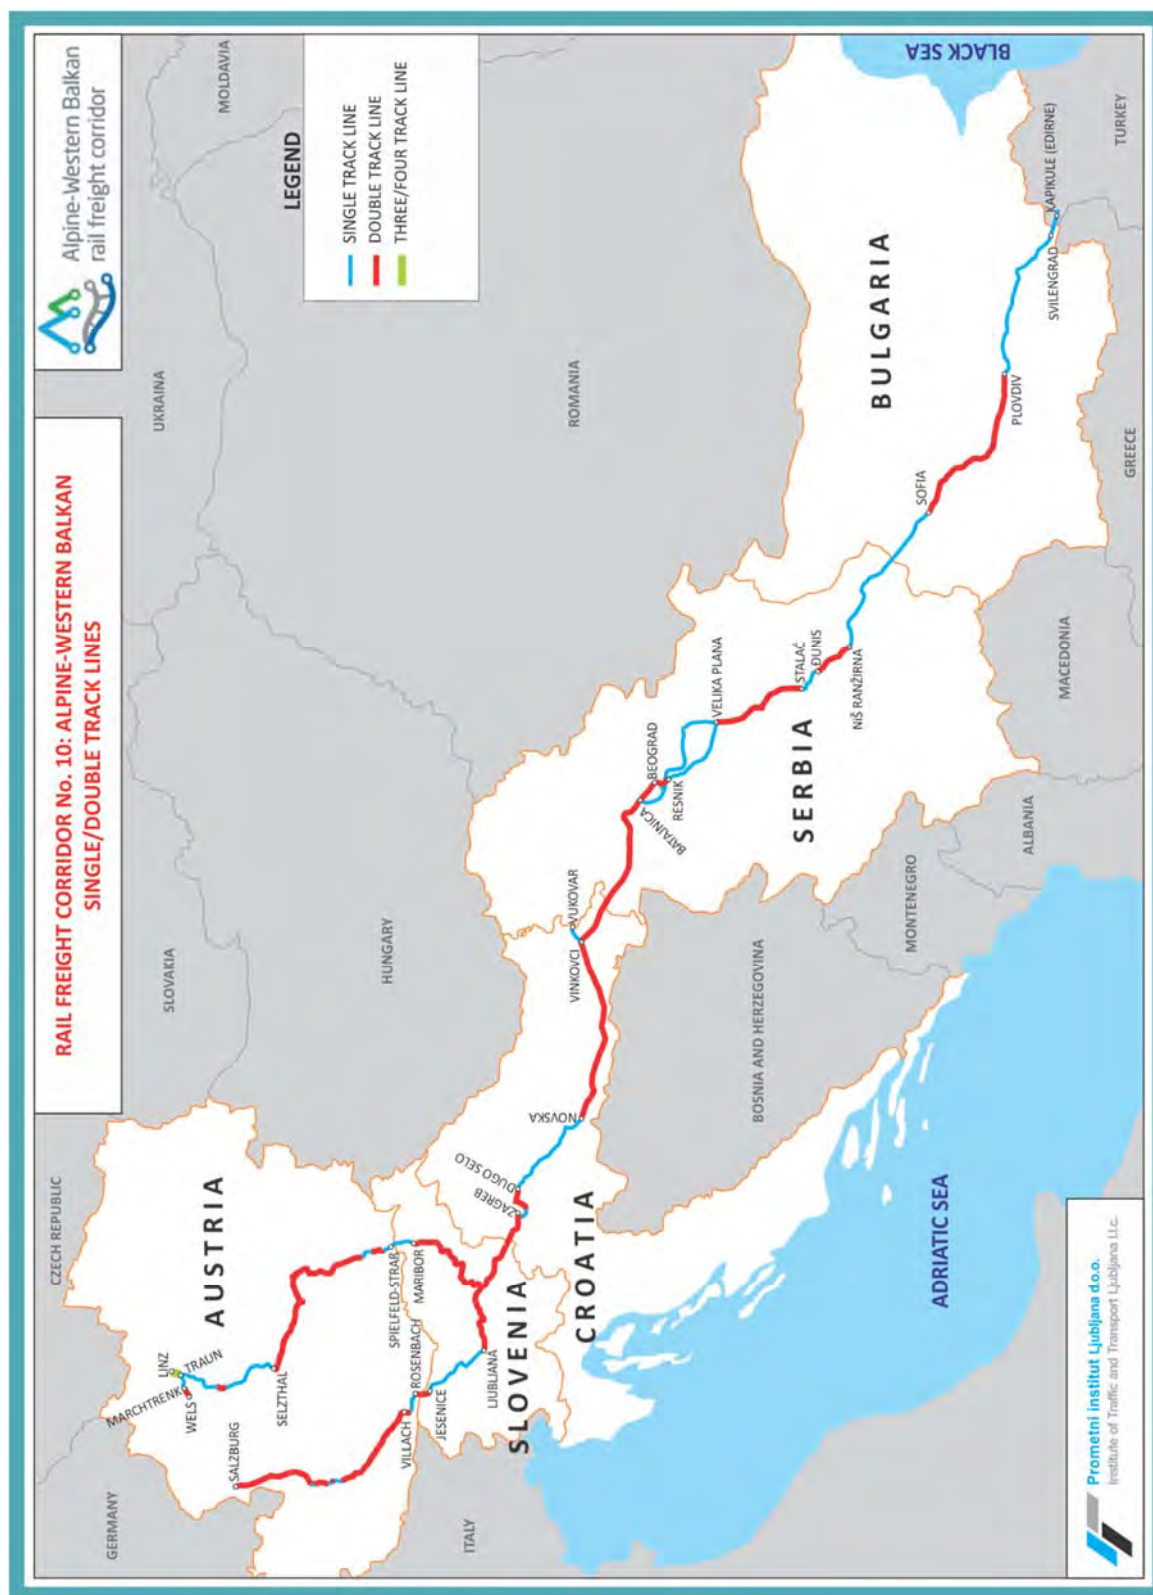 RAIL FREIGHT CORRIDOR No. 10: ALPINE-WESTERN BALKAN
SINGLE/DOUBLE TRACK LINES
Alpine-Western Balkan
rail freight corridor
LEGEND
SINGLE TRACK LINE
DOUBLE TRACK LINE
THREE/FOUR TRACK LINE
CZECH REPUBLIC
SLOVAKIA
UKRAINA
MOLDAVIA
GERMANY
AUSTRIA
HUNGARY
ROMANIA
LINZ
TRAUN
MARCHTRENK
WELS
SALZBURG
SELZTHAL
SPIELFELD-STRAß
MARIBOR
VILLACH
ROSENBACH
JESENICE
LJUBLJANA
ITALY
SLOVENIA
CROATIA
ZAGREB
DUGO SELO
NOVSKA
VINKOVCI
VUKOVAR
BATAJNICA
BEOGRAD
RESNIK
VELIKA PLANA
STALAĆ
ĐUNIS
NIŠ RANŽIRNA
SERBIA
SOFIA
PLOVDIV
SVILENGRAD
KAPIKULE (EDIRNE)
BULGARIA
BLACK SEA
TURKEY
GREECE
MACEDONIA
ALBANIA
MONTENEGRO
BOSNIA AND HERZEGOVINA
ADRIATIC SEA
Prometni institut Ljubljana d.o.o.
Institute of Traffic and Transport Ljubljana l.l.c.